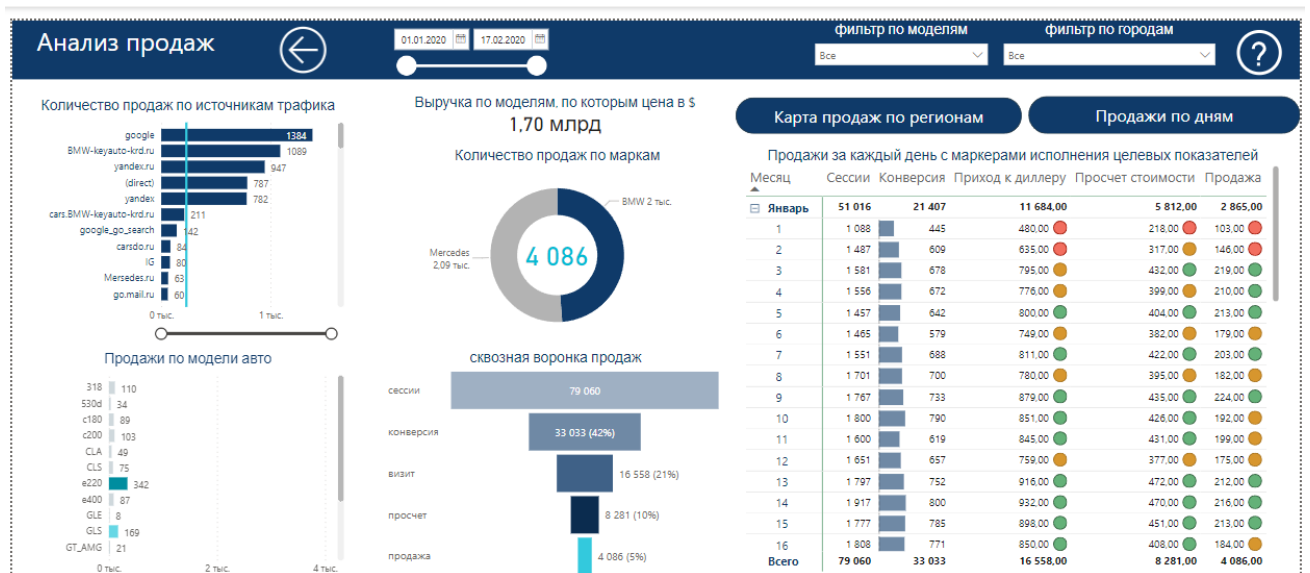 Анализ продаж
01.01.2020
17.02.2020
фильтр по моделям
Все
фильтр по городам
Все
?
Количество продаж по источникам трафика
google 1384
BMW-keyauto-krd.ru 1089
yandex.ru 947
(direct) 787
yandex 782
cars.BMW-keyauto-krd.ru 211
google_go_search 142
carsdo.ru 84
IG 80
Mersedes.ru 63
go.mail.ru 60
0 тыс. 1 тыс.
Продажи по модели авто
318 110
530d 34
c180 89
c200 103
CLA 49
CLS 75
e220 342
e400 87
GLE 8
GLS 169
GT_AMG 21
0 тыс. 2 тыс. 4 тыс.
Выручка по моделям, по которым цена в $
1,70 млрд
Количество продаж по маркам
BMW 2 тыс.
Mercedes
2,09 тыс.
4 086
сквозная воронка продаж
сессии 79 060
конверсия 33 033 (42%)
визит 16 558 (21%)
просчет 8 281 (10%)
продажа 4 086 (5%)
Карта продаж по регионам
Продажи по дням
Продажи за каждый день с маркерами исполнения целевых показателей
Месяц Сессии Конверсия Приход к диллеру Просчет стоимости Продажа
Январь 51 016 21 407 11 684,00 5 812,00 2 865,00
1 1 088 445 480,00 218,00 103,00
2 1 487 609 635,00 317,00 146,00
3 1 581 678 795,00 432,00 219,00
4 1 556 672 776,00 399,00 210,00
5 1 457 642 800,00 404,00 213,00
6 1 465 579 749,00 382,00 179,00
7 1 551 688 811,00 422,00 203,00
8 1 701 700 780,00 395,00 182,00
9 1 767 733 879,00 435,00 224,00
10 1 800 790 851,00 426,00 192,00
11 1 600 619 845,00 431,00 199,00
12 1 651 657 759,00 377,00 175,00
13 1 797 752 916,00 472,00 212,00
14 1 917 800 932,00 470,00 216,00
15 1 777 785 898,00 451,00 213,00
16 1 808 771 850,00 408,00 184,00
Всего 79 060 33 033 16 558,00 8 281,00 4 086,00